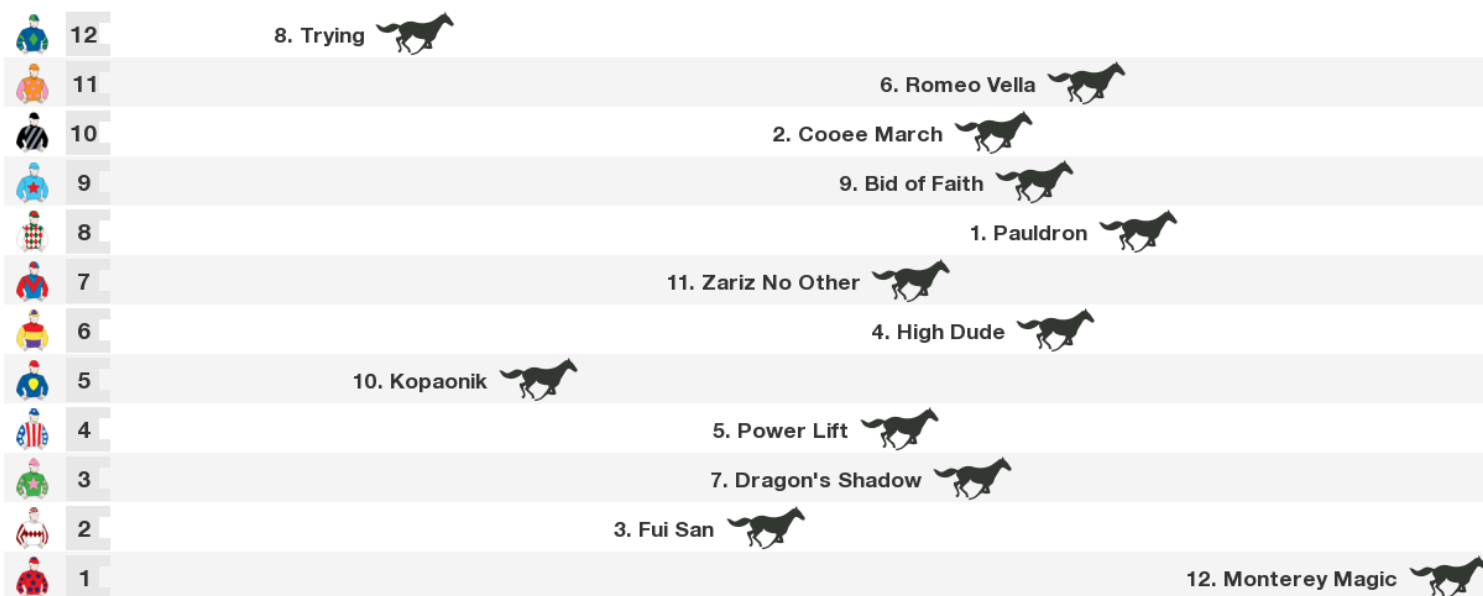 12 8. Trying
11 6. Romeo Vella
10 2. Cooee March
9 9. Bid of Faith
8 1. Pauldron
7 11. Zariz No Other
6 4. High Dude
5 10. Kopaonik
4 5. Power Lift
3 7. Dragon's Shadow
2 3. Fui San
1 12. Monterey Magic